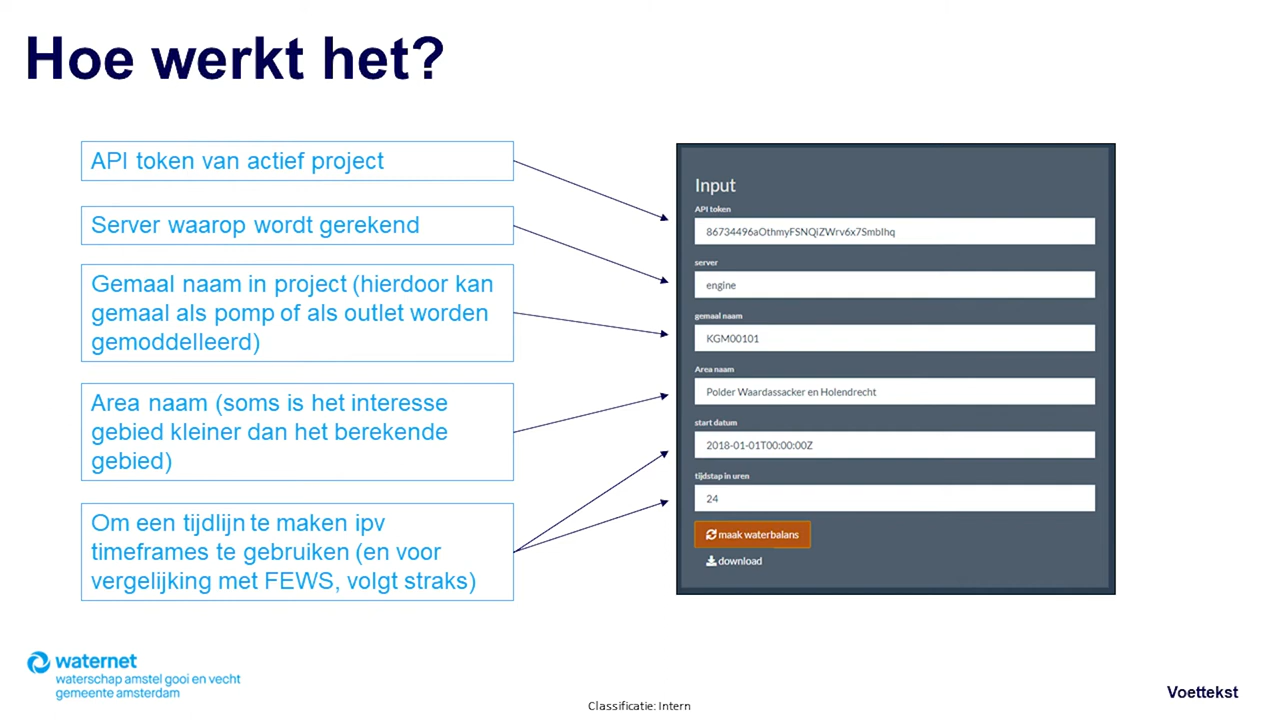 Hoe werkt het?
API token van actief project
Server waarop wordt gerekend
Gemaal naam in project (hierdoor kan
gemaal als pomp of als outlet worden
gemoddelleerd)
Area naam (soms is het interesse
gebied kleiner dan het berekende
gebied)
Om een tijdlijn te maken ipv
timeframes te gebruiken (en voor
vergelijking met FEWS, volgt straks)
Input
API token
86734496aOthmyFSNQiZWrv6x7SmbIhq
server
engine
gemaal naam
KGM00101
Area naam
Polder Waardassacker en Holendrecht
start datum
2018-01-01T00:00:00Z
tijdstap in uren
24
maak waterbalans
download
waternet
waterschap amstel gooi en vecht
gemeente amsterdam
Classificatie: Intern
Voettekst